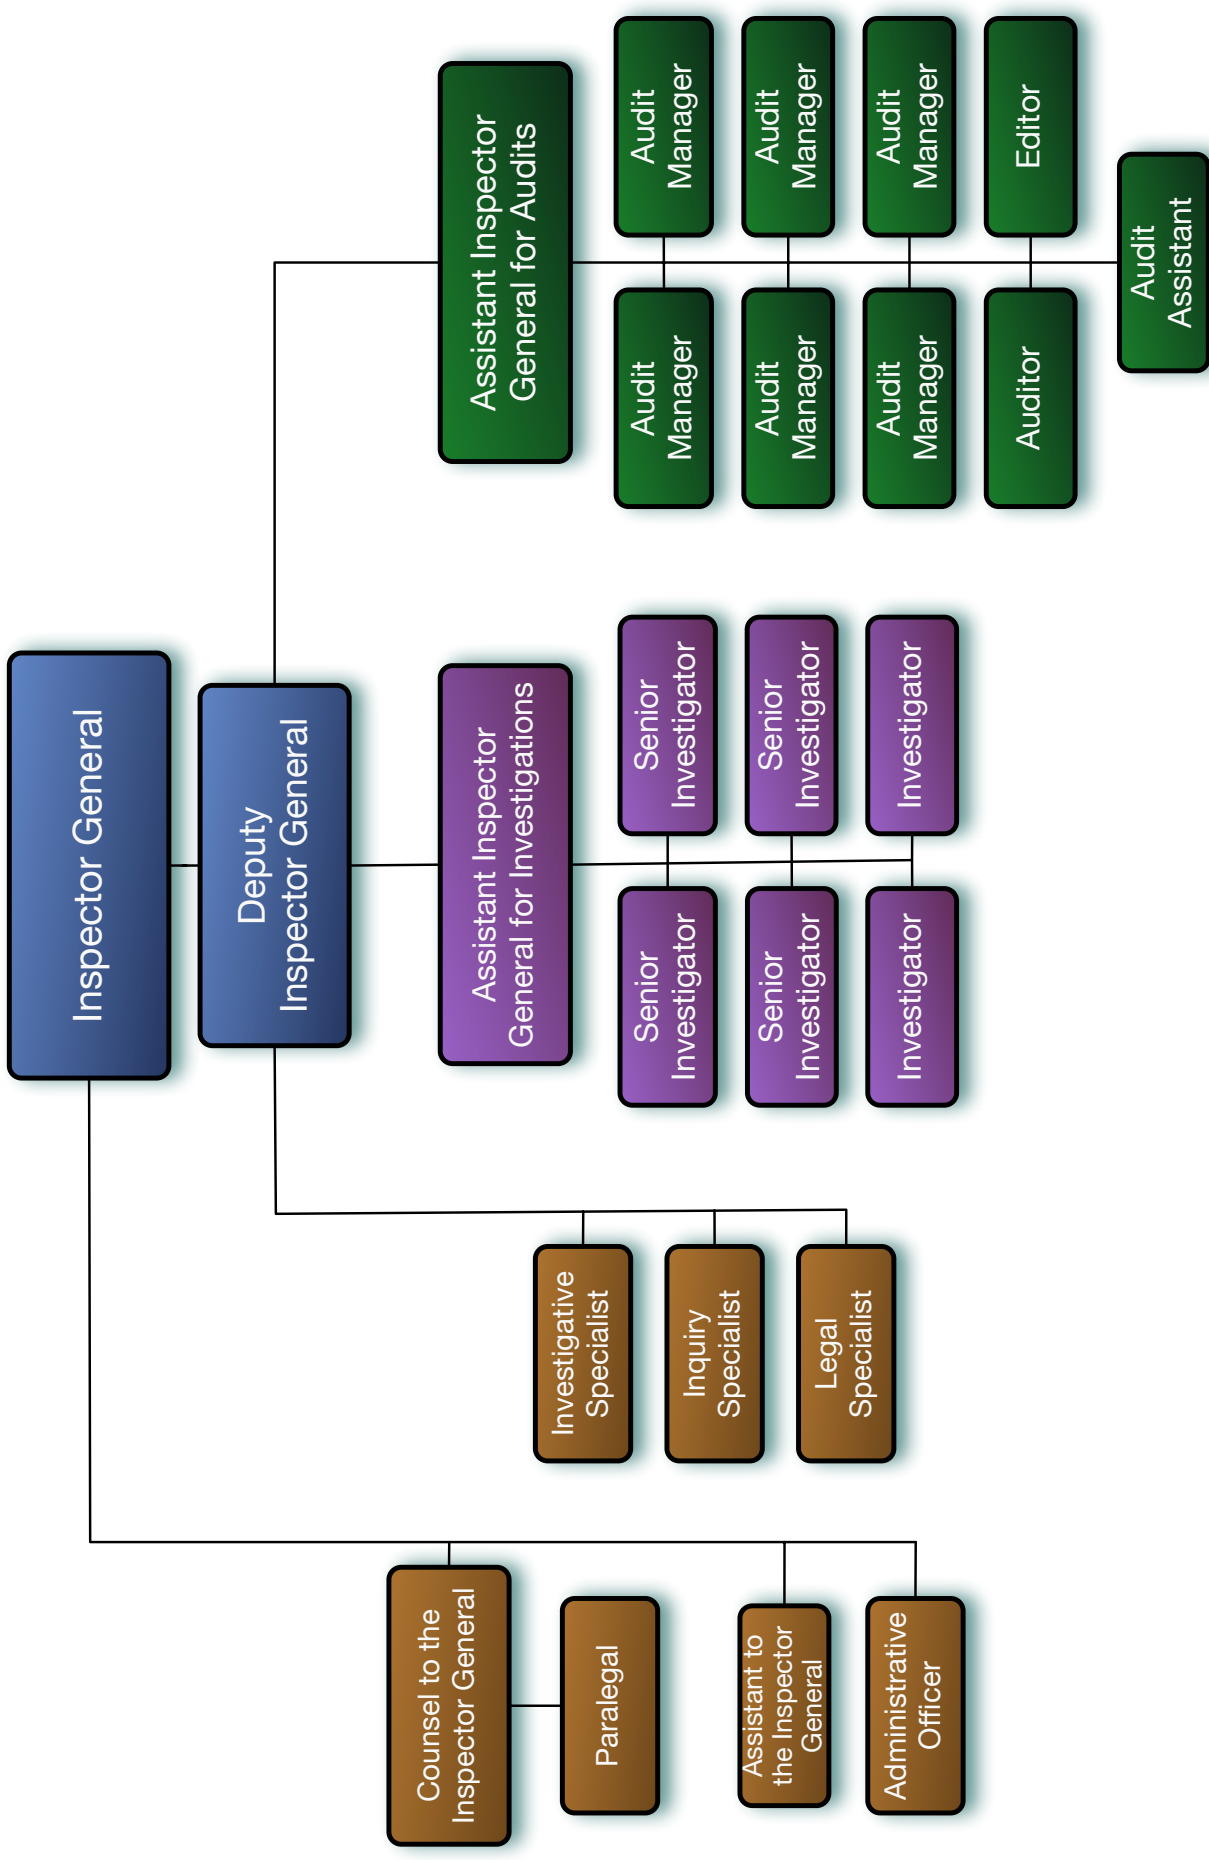 Inspector General
Deputy
Inspector General
Counsel to the
Inspector General
Paralegal
Assistant to
the Inspector
General
Administrative
Officer
Investigative
Specialist
Inquiry
Specialist
Legal
Specialist
Assistant Inspector
General for Investigations
Senior
Investigator
Senior
Investigator
Senior
Investigator
Senior
Investigator
Investigator
Investigator
Assistant Inspector
General for Audits
Audit
Manager
Audit
Manager
Audit
Manager
Audit
Manager
Audit
Manager
Audit
Manager
Auditor
Editor
Audit
Assistant